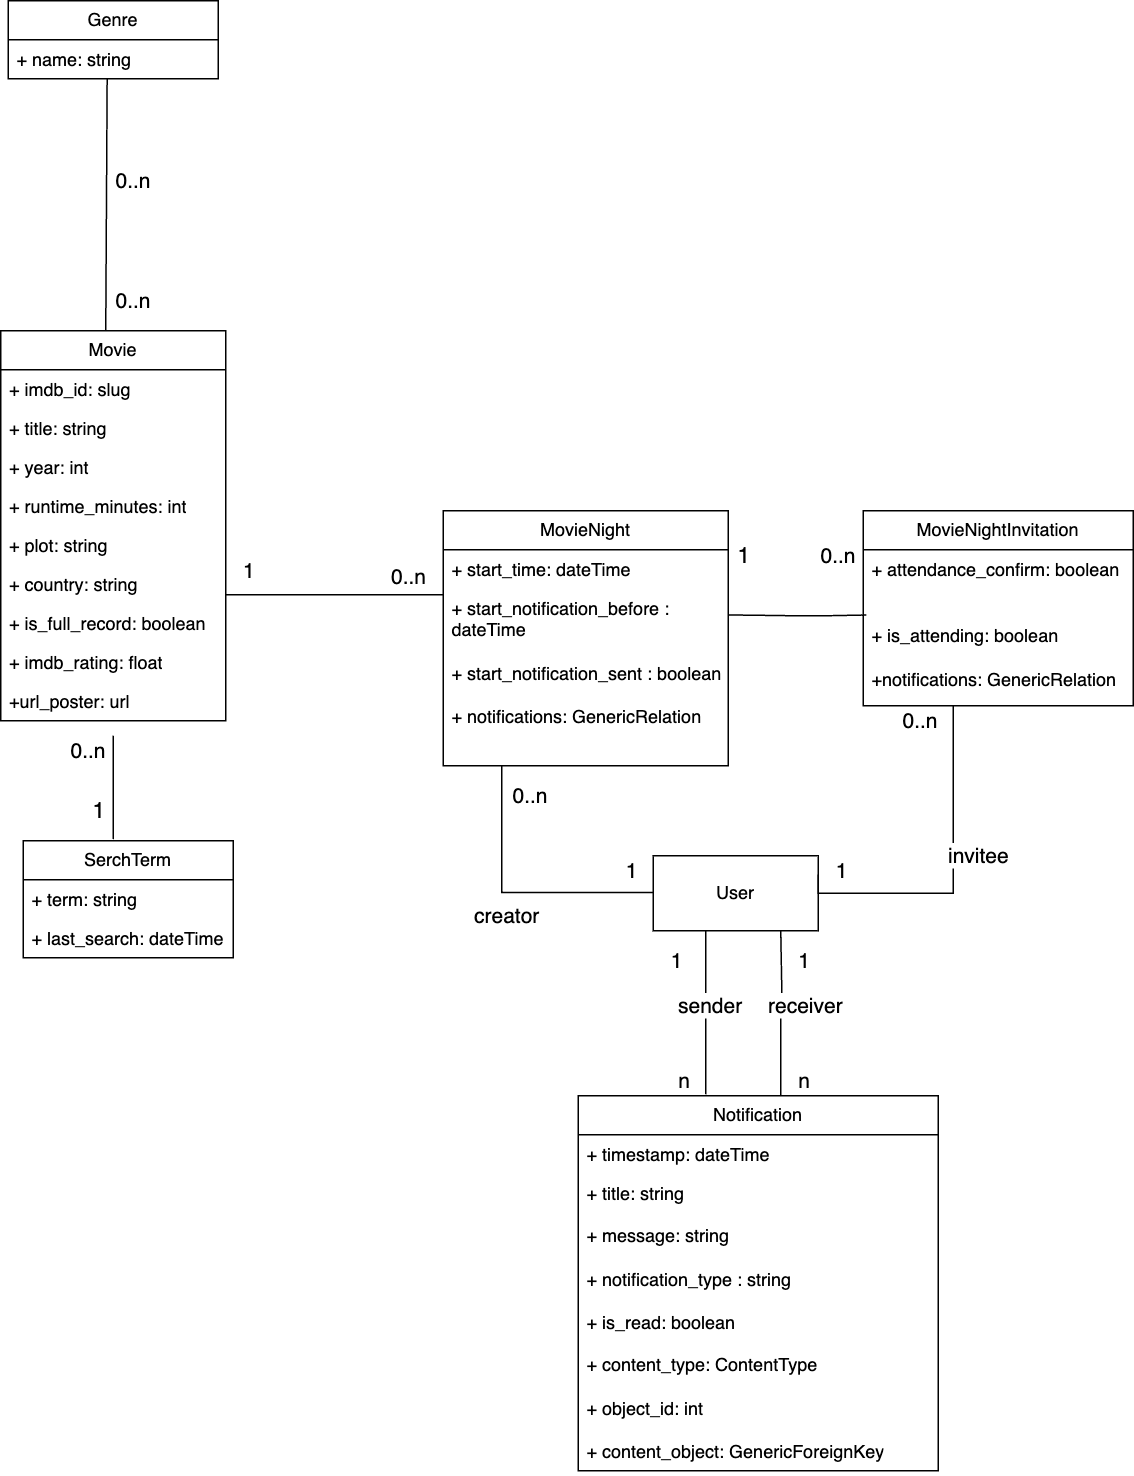 Genre
+ name: string
0..n
0..n
Movie
+ imdb_id: slug
+ title: string
+ year: int
+ runtime_minutes: int
+ plot: string
+ country: string
+ is_full_record: boolean
+ imdb_rating: float
+url_poster: url
1
0..n
MovieNight
+ start_time: dateTime
+ start_notification_before :
dateTime
+ start_notification_sent : boolean
+ notifications: GenericRelation
1
0..n
MovieNightInvitation
+ attendance_confirm: boolean
+ is_attending: boolean
+notifications: GenericRelation
0..n
1
SerchTerm
+ term: string
+ last_search: dateTime
0..n
1
creator
User
0..n
1
invitee
1
1
sender
receiver
n
n
Notification
+ timestamp: dateTime
+ title: string
+ message: string
+ notification_type : string
+ is_read: boolean
+ content_type: ContentType
+ object_id: int
+ content_object: GenericForeignKey